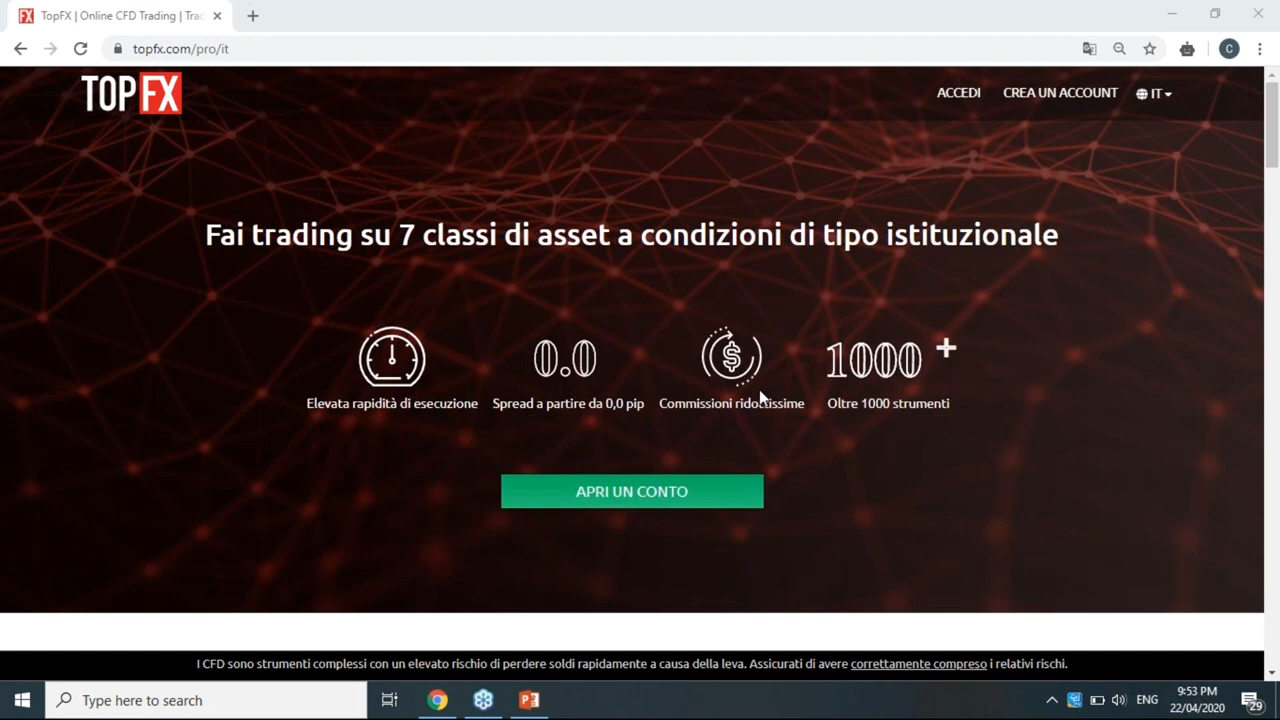 TopFX | Online CFD Trading | Trad
topfx.com/pro/it
C
TOPFX
ACCEDI
CREA UN ACCOUNT
IT
Fai trading su 7 classi di asset a condizioni di tipo istituzionale
0.0
1000 +
Elevata rapidità di esecuzione
Spread a partire da 0,0 pip
Commissioni ridottissime
Oltre 1000 strumenti
APRI UN CONTO
I CFD sono strumenti complessi con un elevato rischio di perdere soldi rapidamente a causa della leva. Assicurati di avere correttamente compreso i relativi rischi.
Type here to search
ENG
9:53 PM
22/04/2020
29